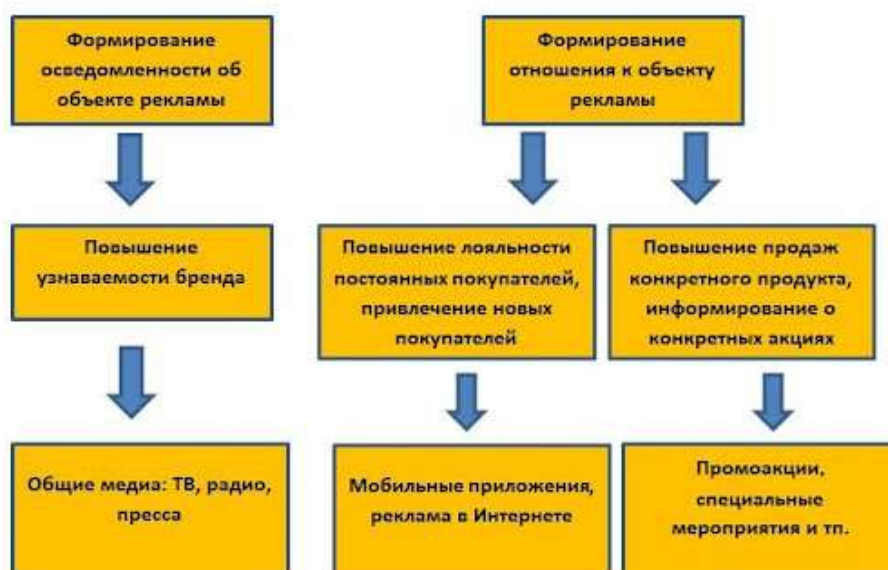 Формирование
осведомленности об
объекте рекламы
Формирование
отношения к объекту
рекламы
Повышение
узнаваемости бренда
Повышение лояльности
постоянных покупателей,
привлечение новых
покупателей
Повышение продаж
конкретного продукта,
информирование о
конкретных акциях
Общие медиа: ТВ, радио,
пресса
Мобильные приложения,
реклама в Интернете
Промоакции,
специальные
мероприятия и тп.